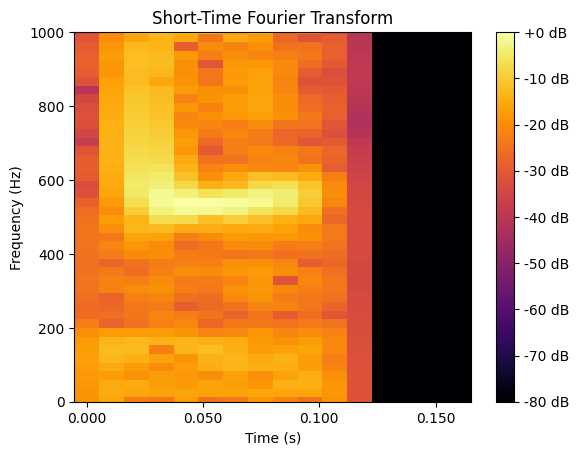 Short-Time Fourier Transform
1000
800
600
400
200
0
Frequency (Hz)
0.000
0.050
0.100
0.150
Time (s)
+0 dB
-10 dB
-20 dB
-30 dB
-40 dB
-50 dB
-60 dB
-70 dB
-80 dB